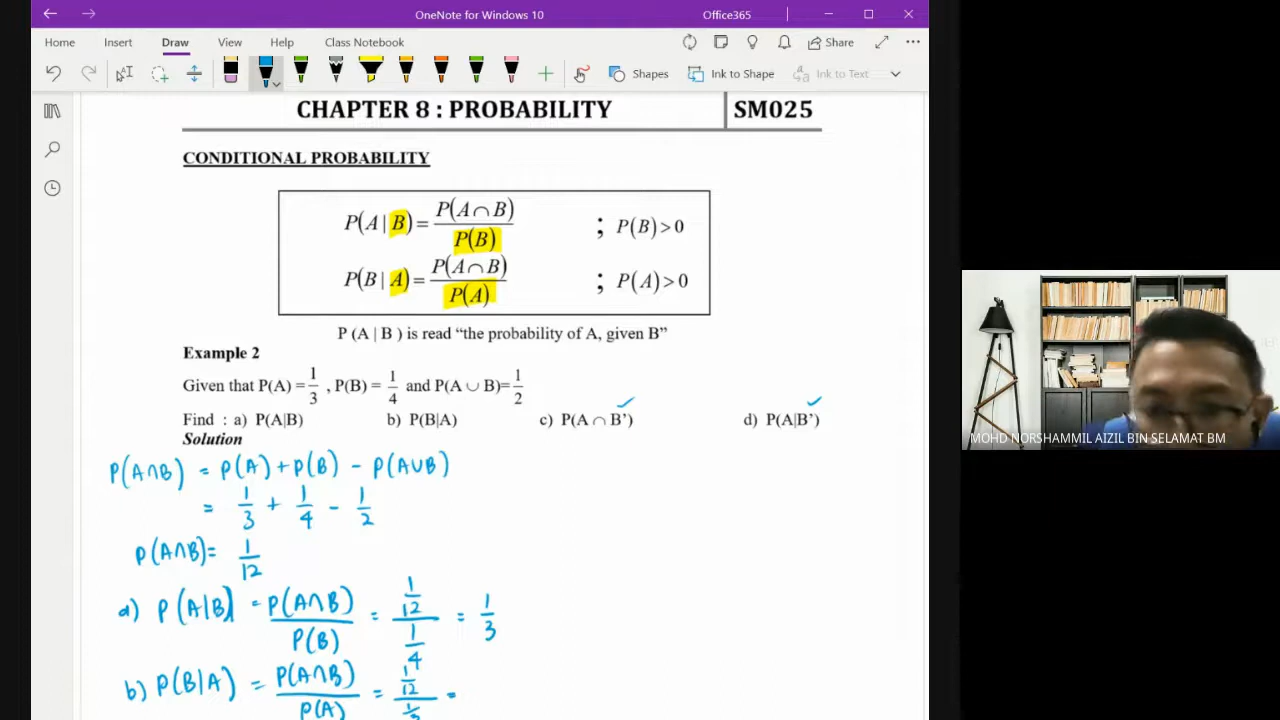 OneNote for Windows 10
Office365
Home Insert Draw View Help Class Notebook
Share
Shapes Ink to Shape Ink to Text
CHAPTER 8 : PROBABILITY SM025
CONDITIONAL PROBABILITY
P(A | B) = P(A ∩ B) / P(B) ; P(B) > 0
P(B | A) = P(A ∩ B) / P(A) ; P(A) > 0
P (A | B ) is read “the probability of A, given B”
Example 2
Given that P(A) = 1/3 , P(B) = 1/4 and P(A ∪ B)= 1/2
Find : a) P(A|B) b) P(B|A) c) P(A ∩ B’) d) P(A|B’)
Solution
P(A∩B) = P(A) + P(B) - P(A∪B)
= 1/3 + 1/4 - 1/2
P(A∩B) = 1/12
a) P(A|B) = P(A∩B) / P(B) = 1/12 / 1/4 = 1/3
b) P(B|A) = P(A∩B) / P(A) = 1/12 / 1/3 =
MOHD NORSHAMMIL AIZIL BIN SELAMAT BM